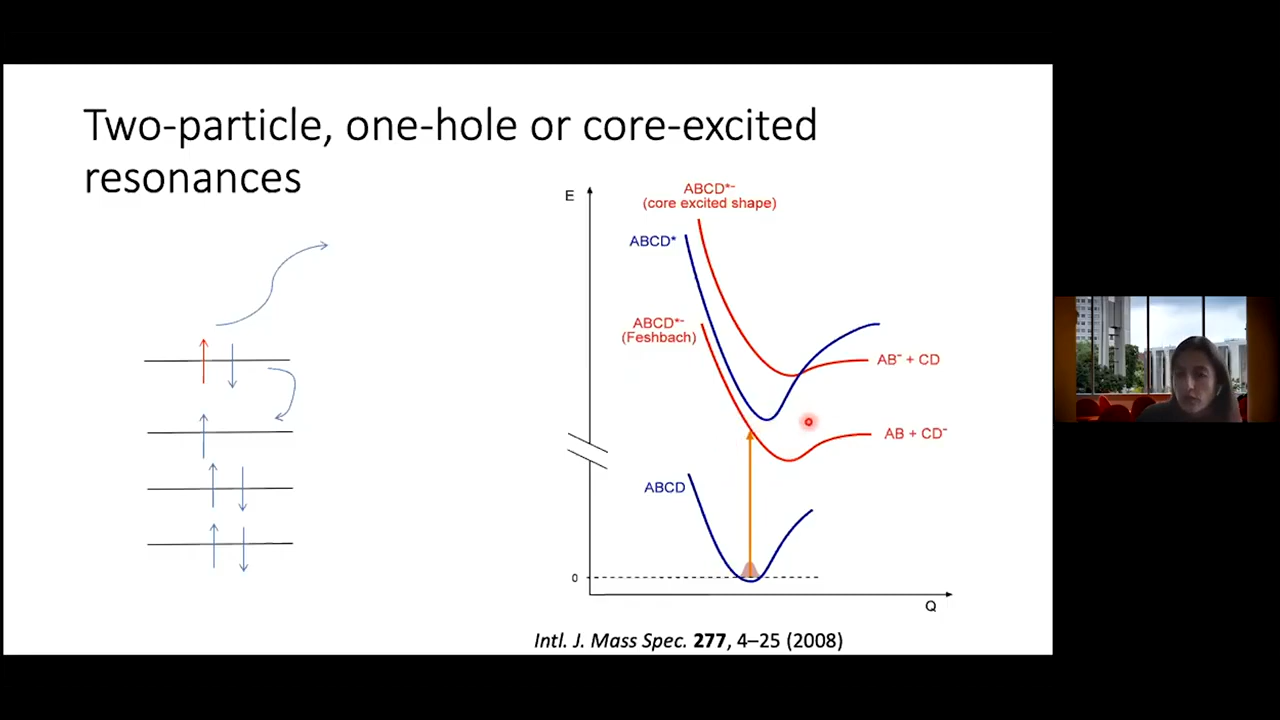 Two-particle, one-hole or core-excited
resonances
E
ABCD*-
(core excited shape)
ABCD*
ABCD*-
(Feshbach)
AB- + CD
AB + CD-
ABCD
0
Q
Intl. J. Mass Spec. 277, 4–25 (2008)